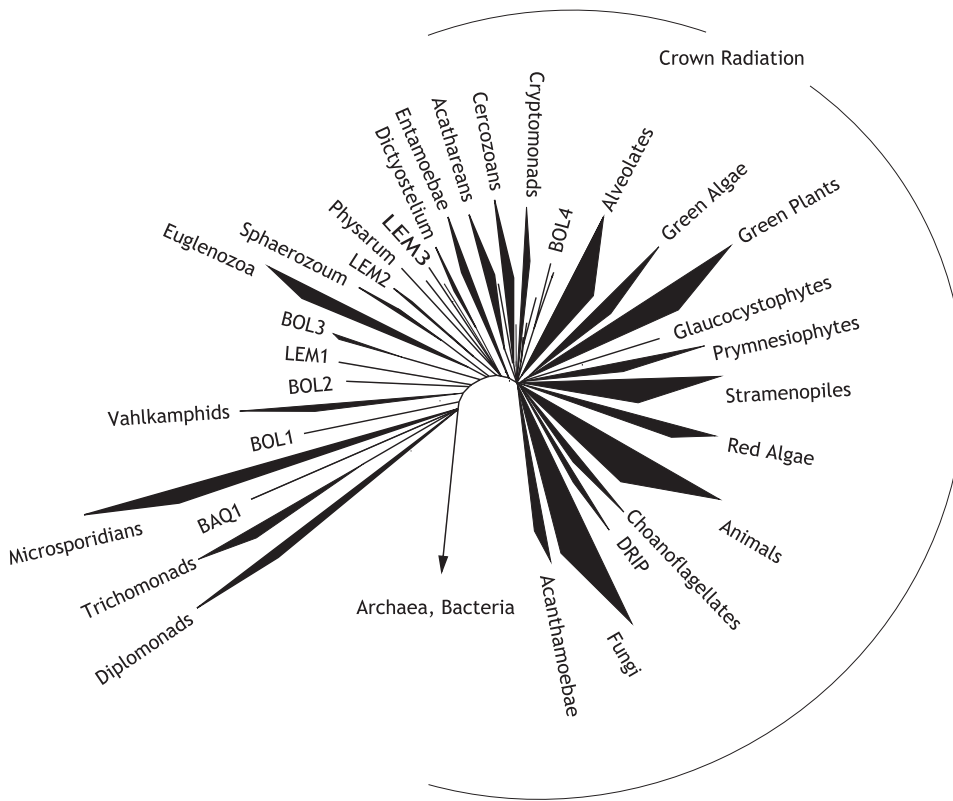 Crown Radiation
Cryptomonads
Cercozoans
Acathareans
Entamoebae
Dictyostelium
LEM3
Physarum
LEM2
Sphaerozoum
Euglenozoa
BOL3
LEM1
BOL2
Vahlkamphids
BOL1
Microsporidians
BAQ1
Trichomonads
Diplomonads
Archaea, Bacteria
BOL4
Alveolates
Green Algae
Green Plants
Glaucocystophytes
Prymnesiophytes
Stramenopiles
Red Algae
Animals
Choanoflagellates
DRIP
Fungi
Acanthamoebae